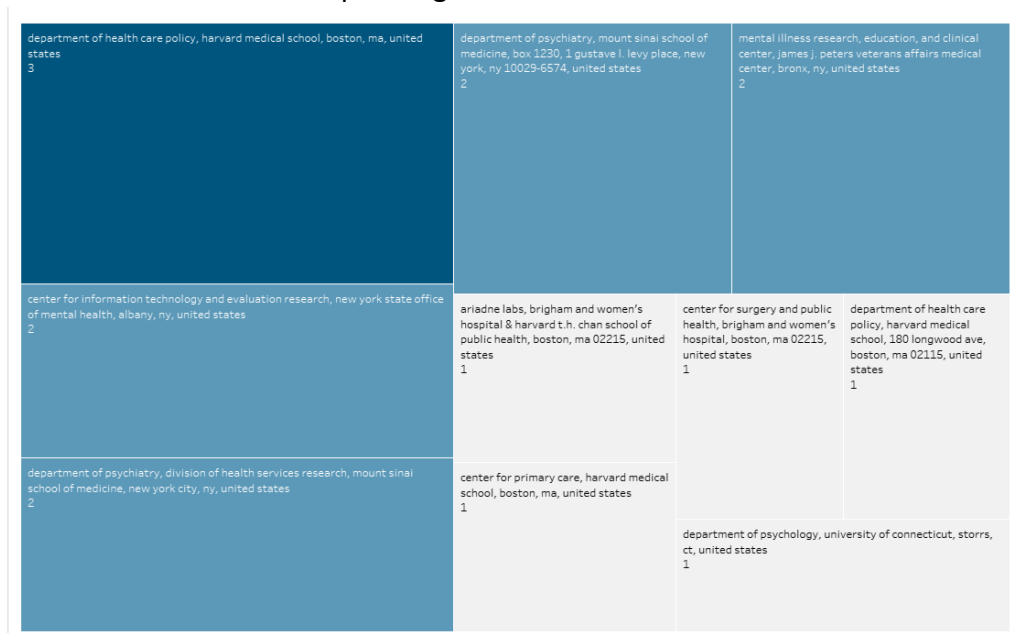 department of health care policy, harvard medical school, boston, ma, united
states
3
department of psychiatry, mount sinai school of
medicine, box 1230, 1 gustave l. levy place, new
york, ny 10029-6574, united states
2
mental illness research, education, and clinical
center, james j. peters veterans affairs medical
center, bronx, ny, united states
2
center for information technology and evaluation research, new york state office
of mental health, albany, ny, united states
2
ariadne labs, brigham and women's
hospital & harvard t.h. chan school of
public health, boston, ma 02215, united
states
1
center for surgery and public
health, brigham and women's
hospital, boston, ma 02215,
united states
1
department of health care
policy, harvard medical
school, 180 longwood ave,
boston, ma 02115, united
states
1
department of psychiatry, division of health services research, mount sinai
school of medicine, new york city, ny, united states
2
center for primary care, harvard medical
school, boston, ma, united states
1
department of psychology, university of connecticut, storrs,
ct, united states
1